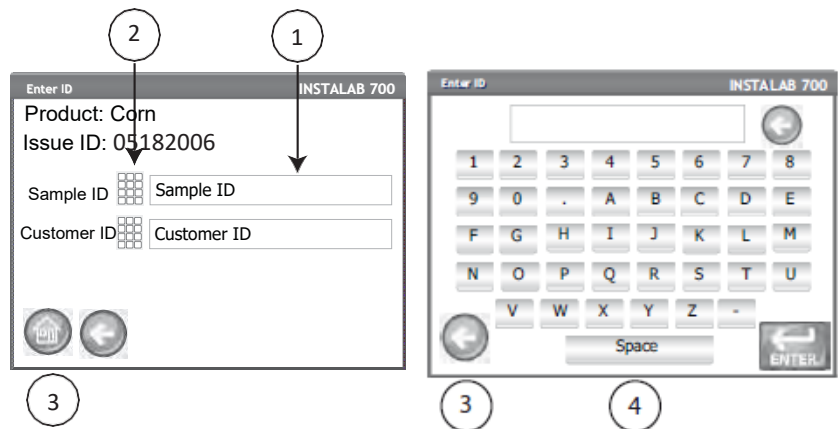 2
1
Enter ID INSTALAB 700
Product: Corn
Issue ID: 05182006
Sample ID Sample ID
Customer ID Customer ID
3
Enter ID INSTALAB 700
1 2 3 4 5 6 7 8
9 0 . A B C D E
F G H I J K L M
N O P Q R S T U
V W X Y Z -
Space
ENTER
3 4